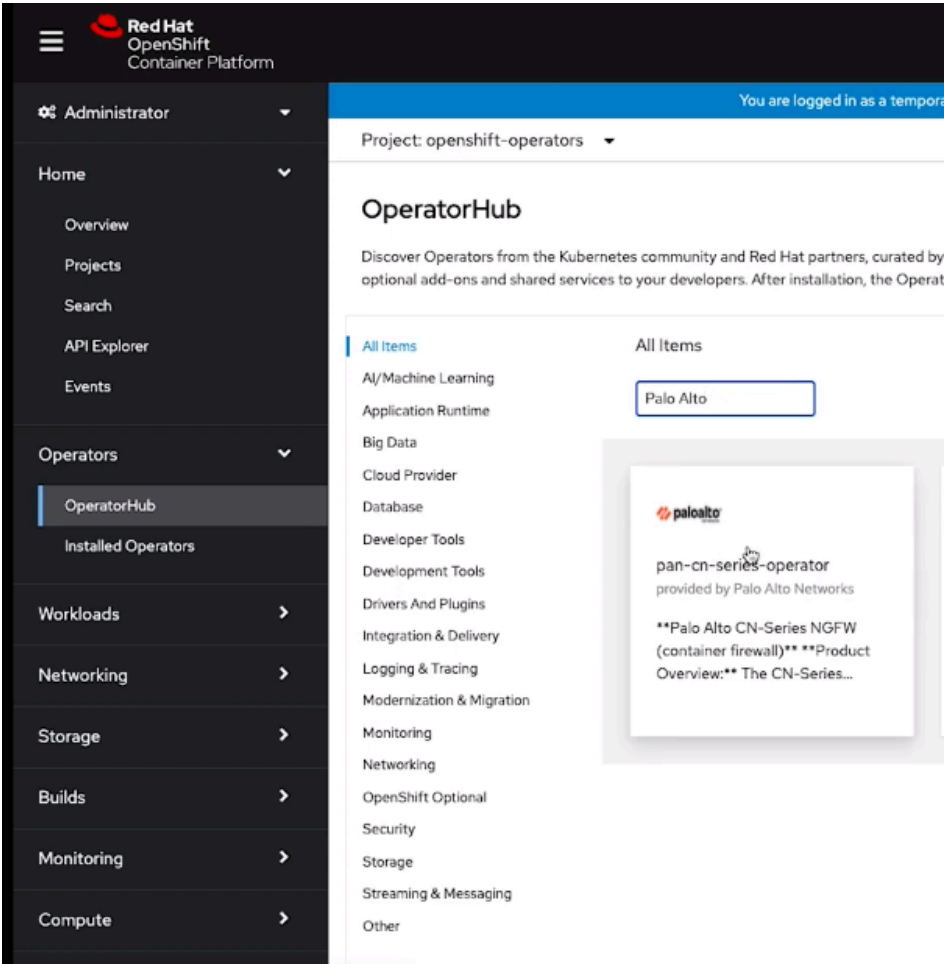 Red Hat
OpenShift
Container Platform
Administrator
You are logged in as a tempora
Project: openshift-operators
Home
Overview
Projects
Search
API Explorer
Events
Operators
OperatorHub
Installed Operators
Workloads
Networking
Storage
Builds
Monitoring
Compute
OperatorHub
Discover Operators from the Kubernetes community and Red Hat partners, curated by
optional add-ons and shared services to your developers. After installation, the Operat
All Items
AI/Machine Learning
Application Runtime
Big Data
Cloud Provider
Database
Developer Tools
Development Tools
Drivers And Plugins
Integration & Delivery
Logging & Tracing
Modernization & Migration
Monitoring
Networking
OpenShift Optional
Security
Storage
Streaming & Messaging
Other
All Items
Palo Alto
paloalto
pan-cn-series-operator
provided by Palo Alto Networks
**Palo Alto CN-Series NGFW
(container firewall)** **Product
Overview:** The CN-Series...